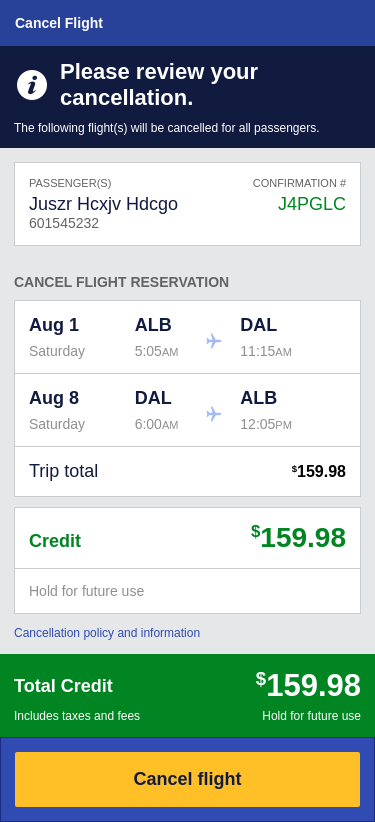 Cancel Flight
Please review your
cancellation.
The following flight(s) will be cancelled for all passengers.
PASSENGER(S) CONFIRMATION #
Juszr Hcxjv Hdcgo J4PGLC
601545232
CANCEL FLIGHT RESERVATION
Aug 1 ALB DAL
Saturday 5:05AM 11:15AM
Aug 8 DAL ALB
Saturday 6:00AM 12:05PM
Trip total $159.98
Credit $159.98
Hold for future use
Cancellation policy and information
Total Credit $159.98
Includes taxes and fees Hold for future use
Cancel flight